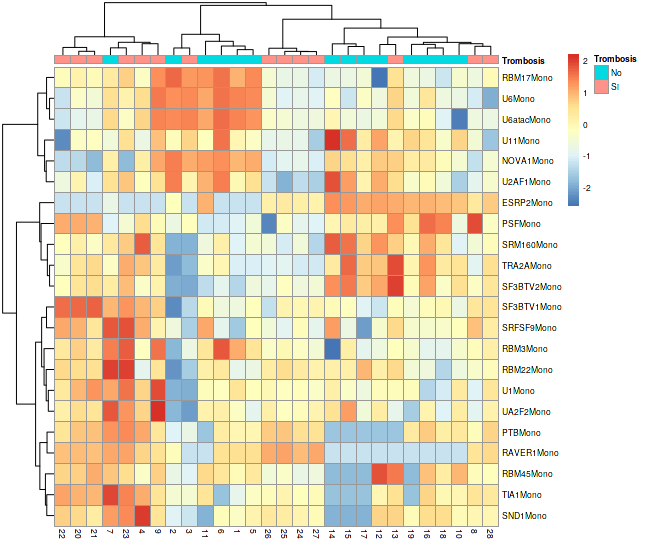 Trombosis
RBM17Mono
U6Mono
U6atacMono
U11Mono
NOVA1Mono
U2AF1Mono
ESRP2Mono
PSFMono
SRM160Mono
TRA2AMono
SF3BTV2Mono
SF3BTV1Mono
SRFSF9Mono
RBM3Mono
RBM22Mono
U1Mono
UA2F2Mono
PTBMono
RAVER1Mono
RBM45Mono
TIA1Mono
SND1Mono
22 20 21 7 23 4 9 2 3 11 6 1 5 26 25 24 27 14 15 17 12 13 19 16 18 10 8 28
2
1
0
-1
-2
Trombosis
No
SI